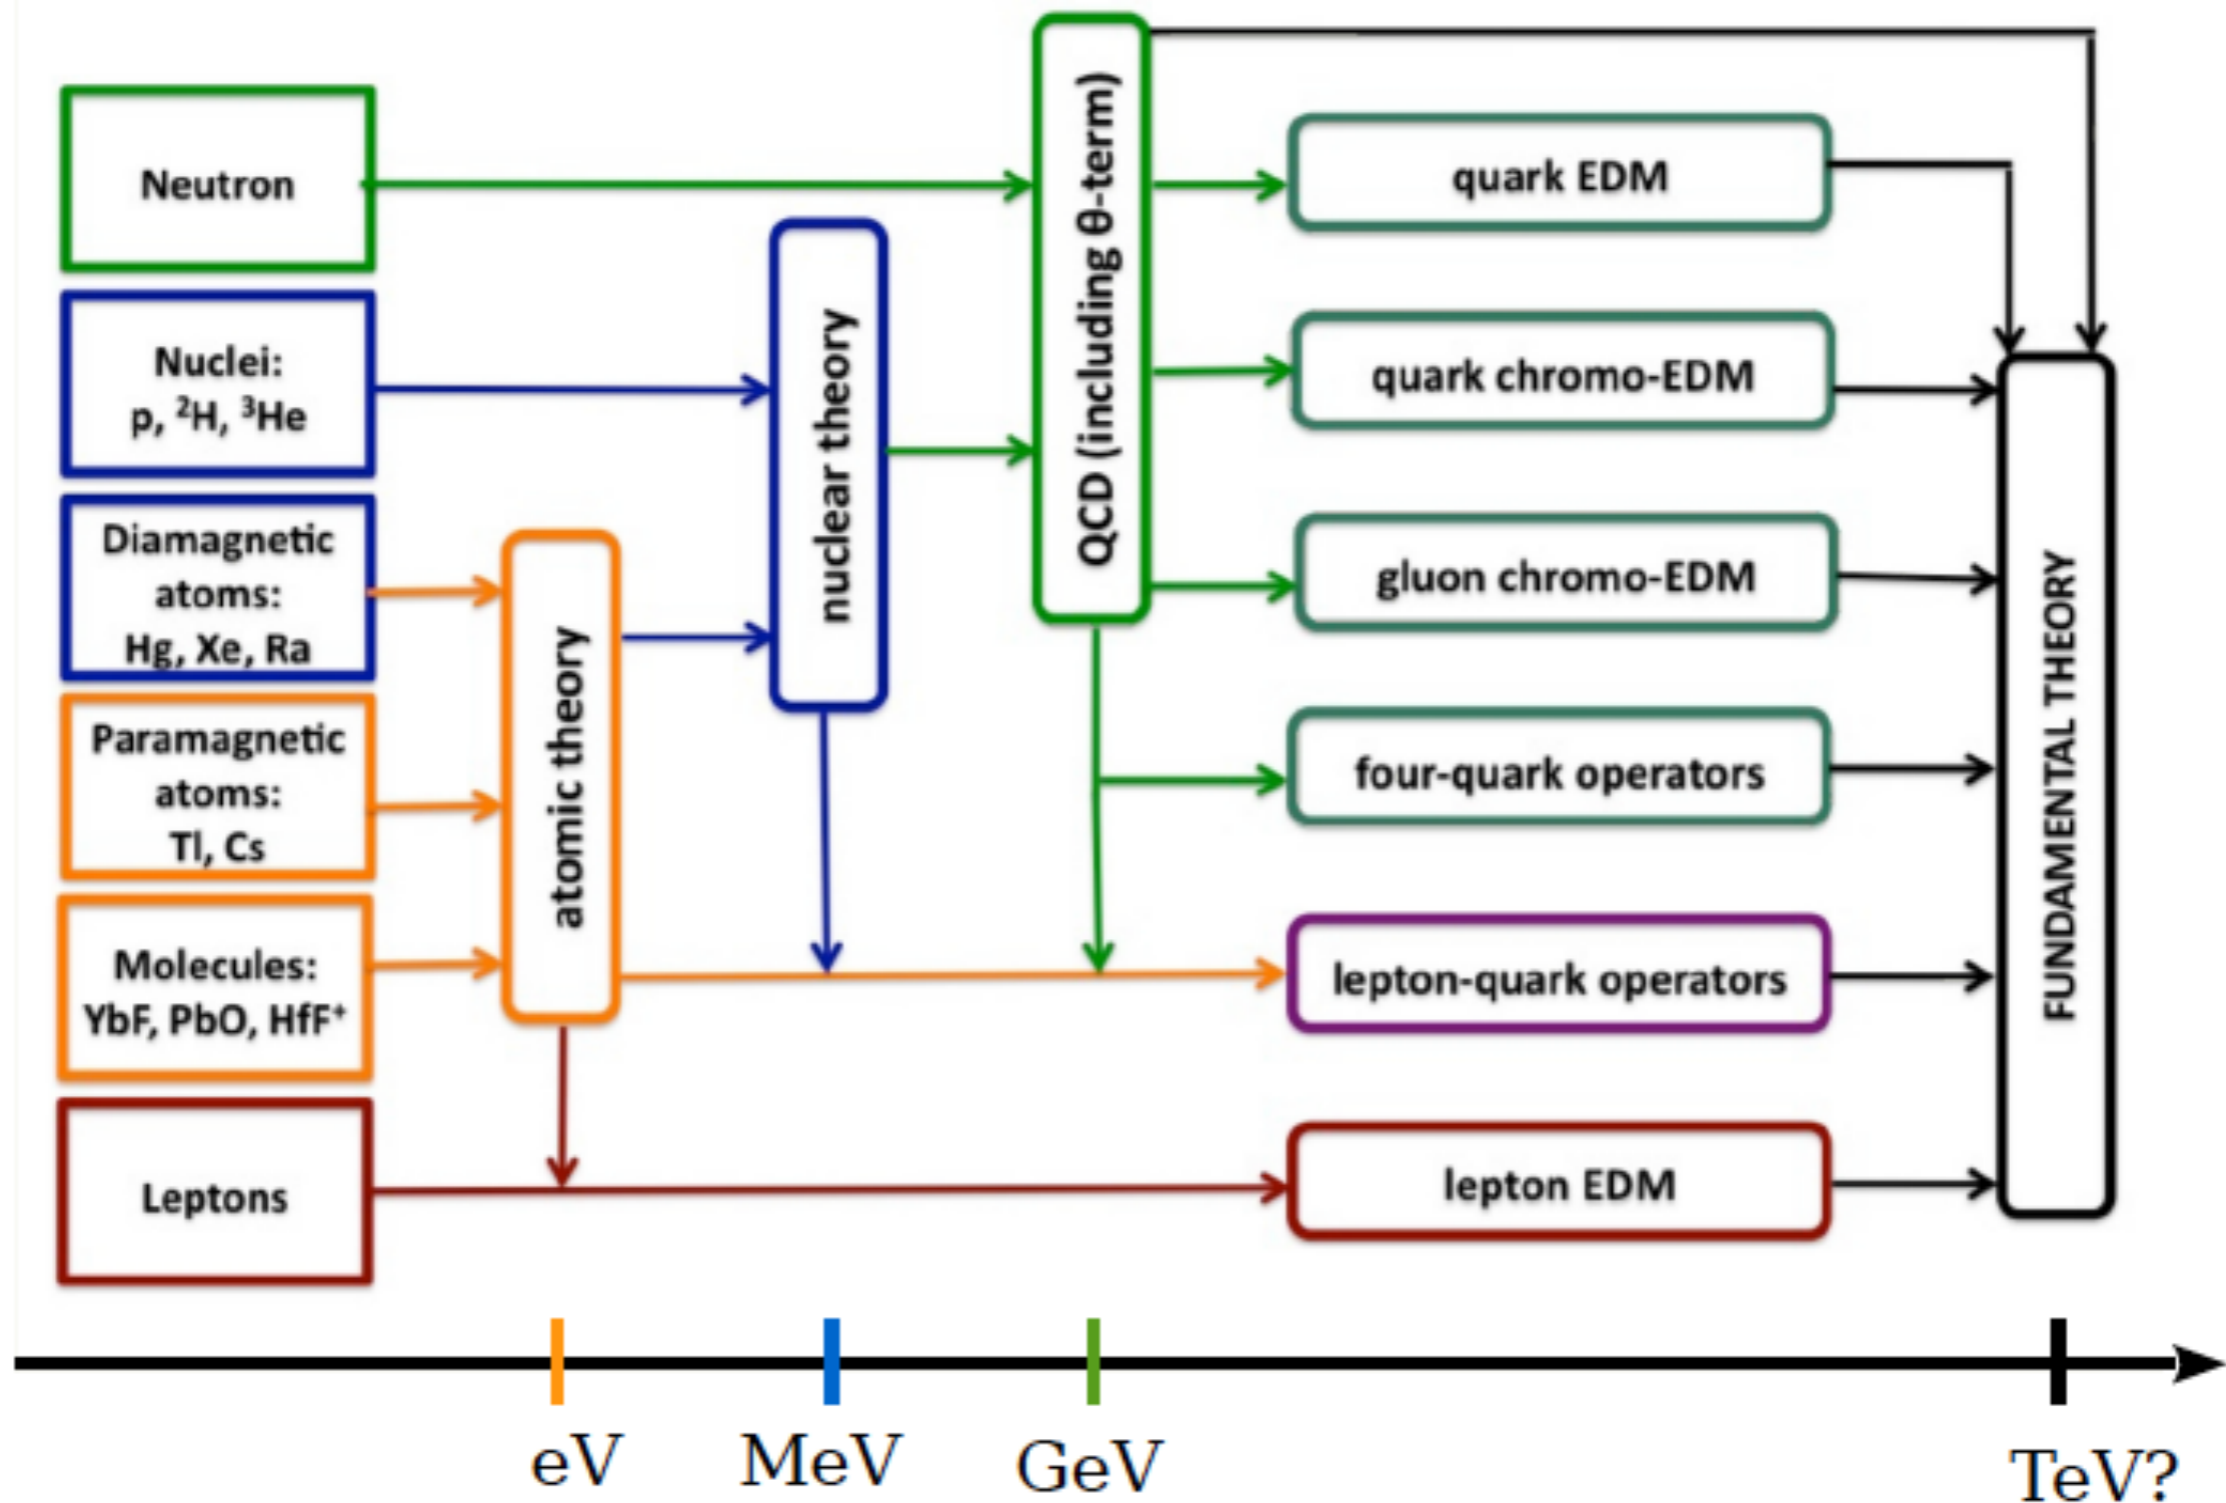 Neutron
Nuclei:
p, ²H, ³He
Diamagnetic
atoms:
Hg, Xe, Ra
Paramagnetic
atoms:
Tl, Cs
Molecules:
YbF, PbO, HfF⁺
Leptons
atomic theory
nuclear theory
QCD (including θ-term)
quark EDM
quark chromo-EDM
gluon chromo-EDM
four-quark operators
lepton-quark operators
lepton EDM
FUNDAMENTAL THEORY
eV
MeV
GeV
TeV?